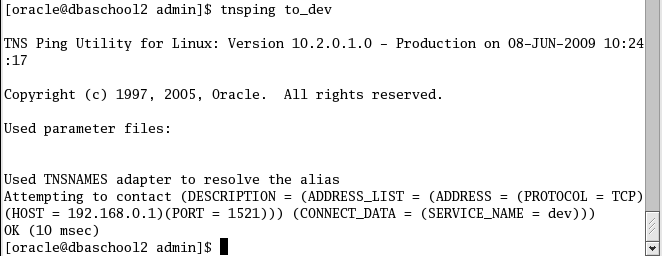 [oracle@dbaschool2 admin]$ tnsping to_dev
TNS Ping Utility for Linux: Version 10.2.0.1.0 - Production on 08-JUN-2009 10:24
:17
Copyright (c) 1997, 2005, Oracle.  All rights reserved.
Used parameter files:
Used TNSNAMES adapter to resolve the alias
Attempting to contact (DESCRIPTION = (ADDRESS_LIST = (ADDRESS = (PROTOCOL = TCP)
(HOST = 192.168.0.1)(PORT = 1521))) (CONNECT_DATA = (SERVICE_NAME = dev)))
OK (10 msec)
[oracle@dbaschool2 admin]$